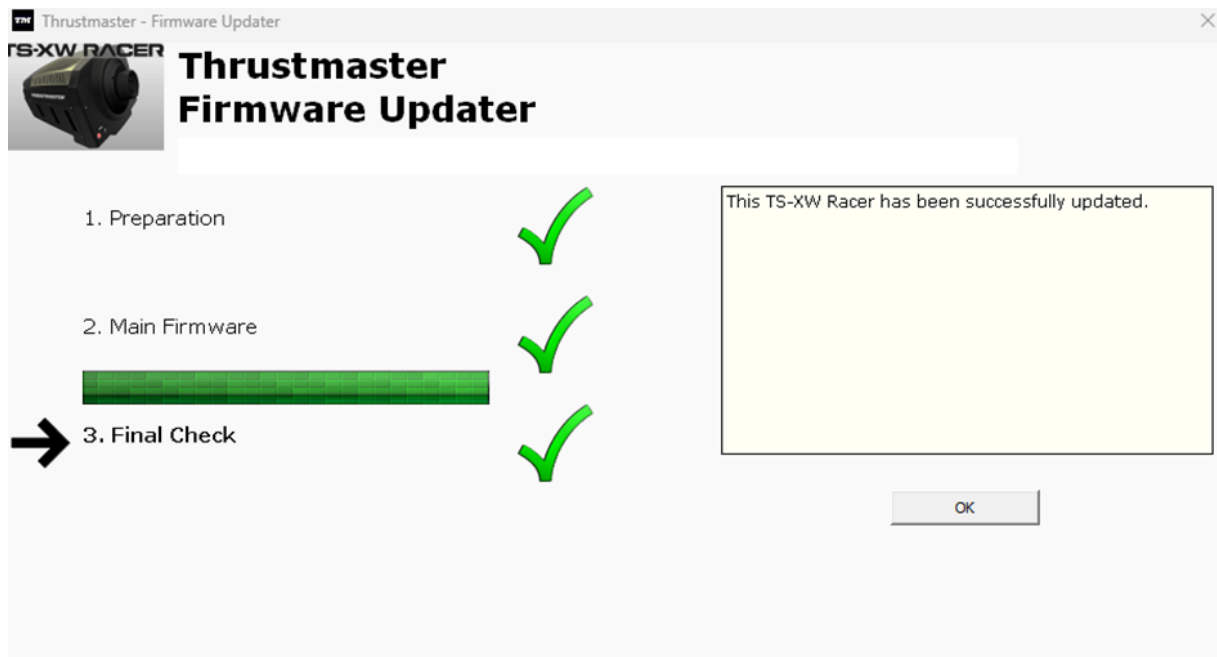 Thrustmaster - Firmware Updater
TS-XW RACER
Thrustmaster
Firmware Updater
1. Preparation
This TS-XW Racer has been successfully updated.
2. Main Firmware
3. Final Check
OK